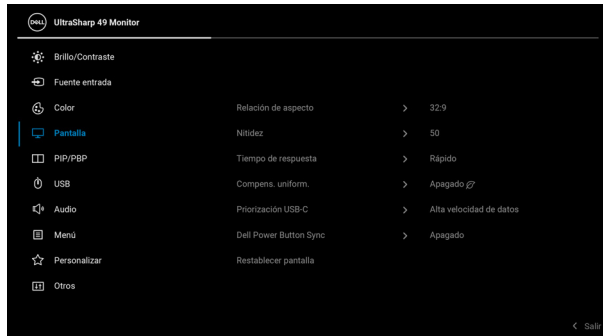 DELL UltraSharp 49 Monitor
Brillo/Contraste
Fuente entrada
Color
Relación de aspecto 32:9
Pantalla
Nitidez 50
PIP/PBP
Tiempo de respuesta Rápido
USB
Compens. uniform. Apagado
Audio
Priorización USB-C Alta velocidad de datos
Menú
Dell Power Button Sync Apagado
Personalizar
Restablecer pantalla
Otros
Salir